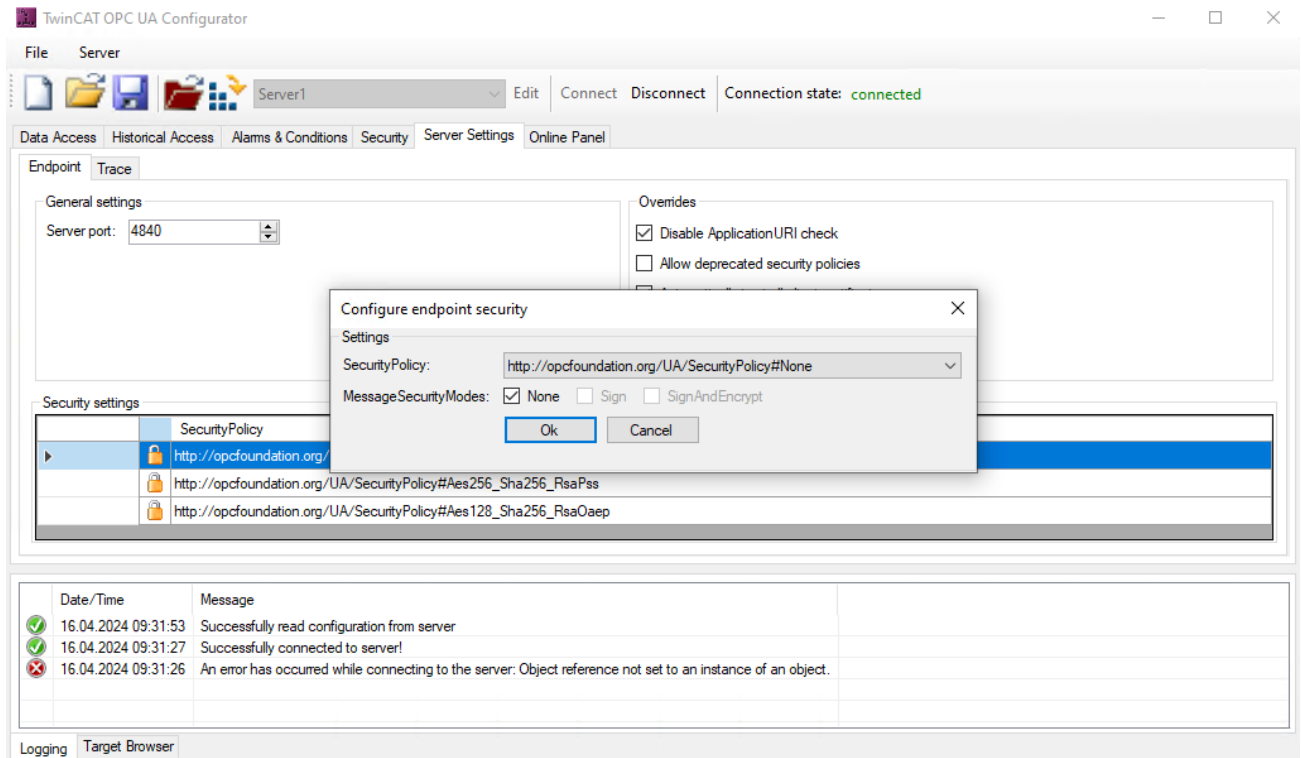 TwinCAT OPC UA Configurator
File Server
Server1 Edit Connect Disconnect Connection state: connected
Data Access Historical Access Alarms & Conditions Security Server Settings Online Panel
Endpoint Trace
General settings
Server port: 4840
Overrides
Disable ApplicationURI check
Allow deprecated security policies
Configure endpoint security
Settings
SecurityPolicy: http://opcfoundation.org/UA/SecurityPolicy#None
MessageSecurityModes: None Sign SignAndEncrypt
Ok Cancel
Security settings
SecurityPolicy
http://opcfoundation.org/
http://opcfoundation.org/UA/SecurityPolicy#Aes256_Sha256_RsaPss
http://opcfoundation.org/UA/SecurityPolicy#Aes128_Sha256_RsaOaep
Date/Time Message
16.04.2024 09:31:53 Successfully read configuration from server
16.04.2024 09:31:27 Successfully connected to server!
16.04.2024 09:31:26 An error has occurred while connecting to the server: Object reference not set to an instance of an object.
Logging Target Browser